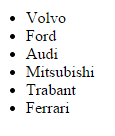 • Volvo
• Ford
• Audi
• Mitsubishi
• Trabant
• Ferrari